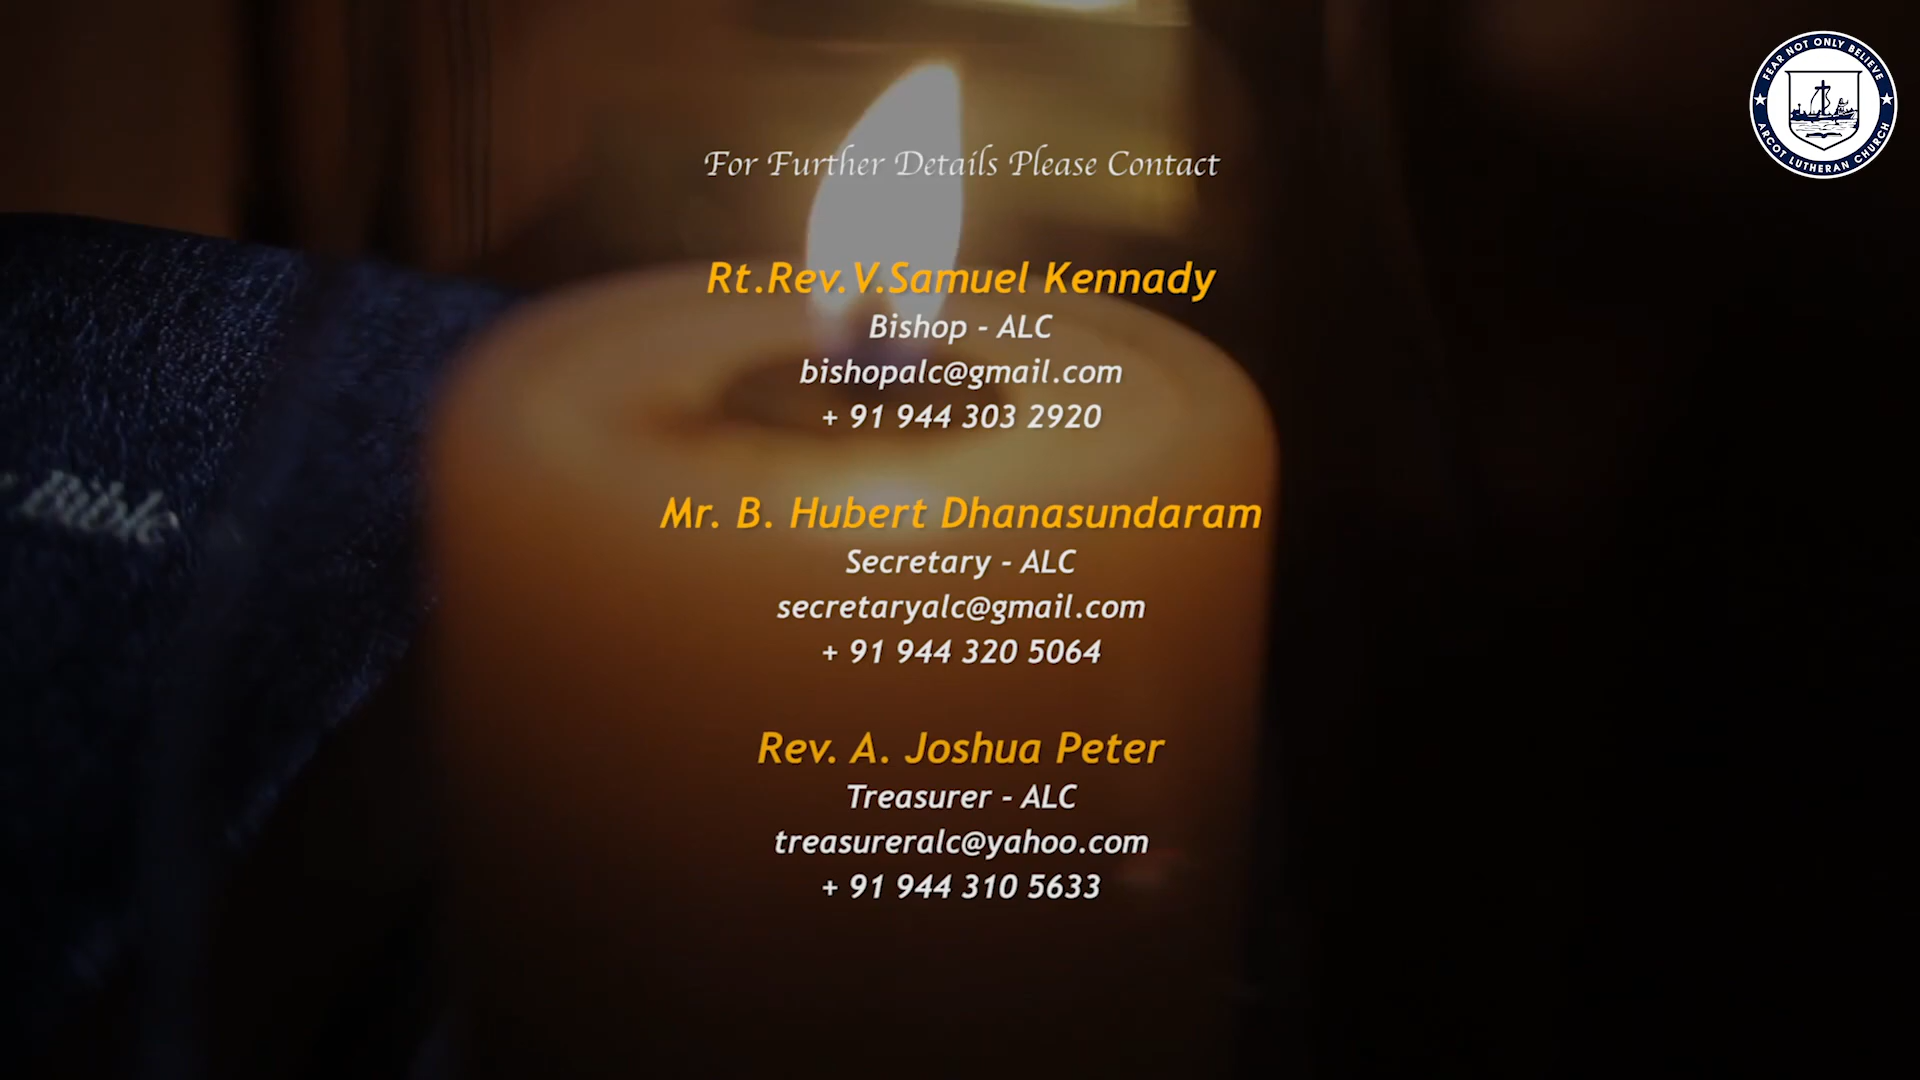 FEAR NOT ONLY BELIEVE
ARCOT LUTHERAN CHURCH
For Further Details Please Contact
Rt.Rev.V.Samuel Kennady
Bishop - ALC
bishopalc@gmail.com
+ 91 944 303 2920
Bible
Mr. B. Hubert Dhanasundaram
Secretary - ALC
secretaryalc@gmail.com
+ 91 944 320 5064
Rev. A. Joshua Peter
Treasurer - ALC
treasureralc@yahoo.com
+ 91 944 310 5633